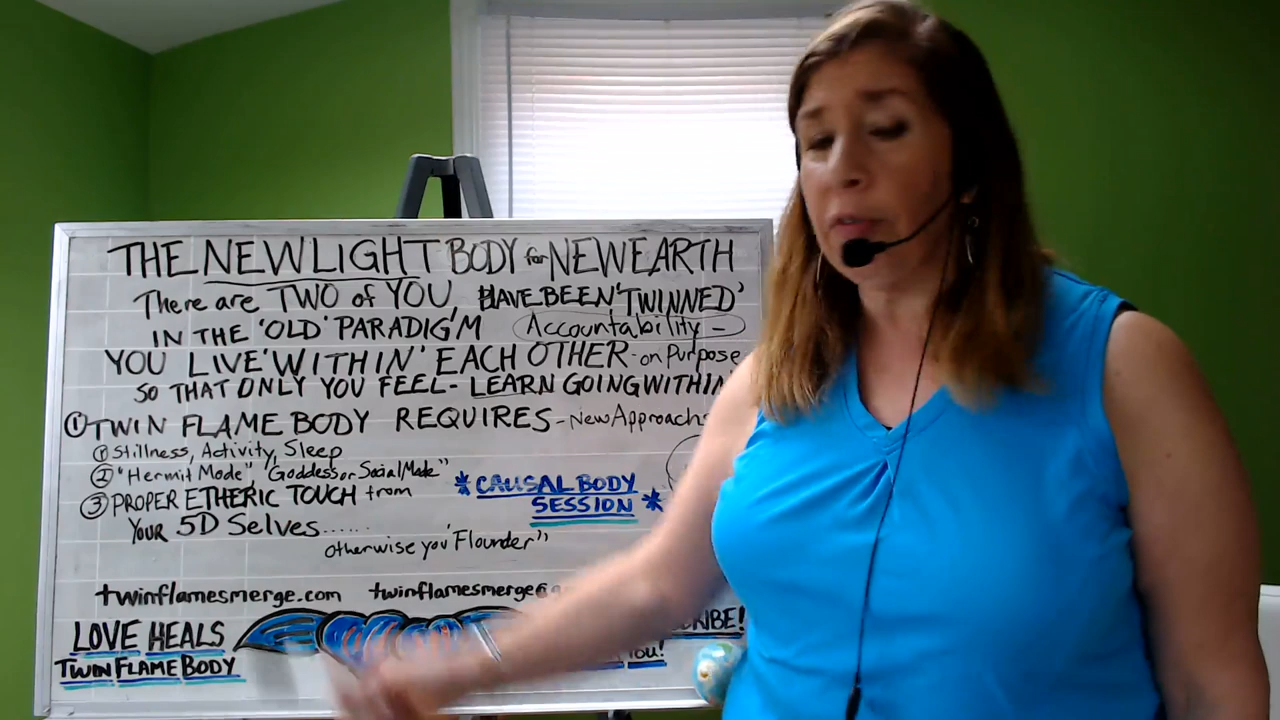 THE NEW LIGHT BODY for NEW EARTH
There are TWO of YOU HAVE BEEN 'TWINNED'
IN THE 'OLD' PARADIG'M Accountability -
YOU LIVE 'WITHIN' EACH OTHER - on Purpose
SO THAT ONLY YOU FEEL - LEARN GOING WITHIN
① TWIN FLAME BODY REQUIRES - New Approach
① Stillness, Activity, Sleep
② "Hermit Mode", "Goddess or Social Mode"
③ PROPER ETHERIC TOUCH from
YOUR 5D Selves......
* CAUSAL BODY
SESSION *
otherwise you 'Flounder''
twinflamesmerge.com twinflamesmerge@
LOVE HEALS
TWIN FLAME BODY
You!